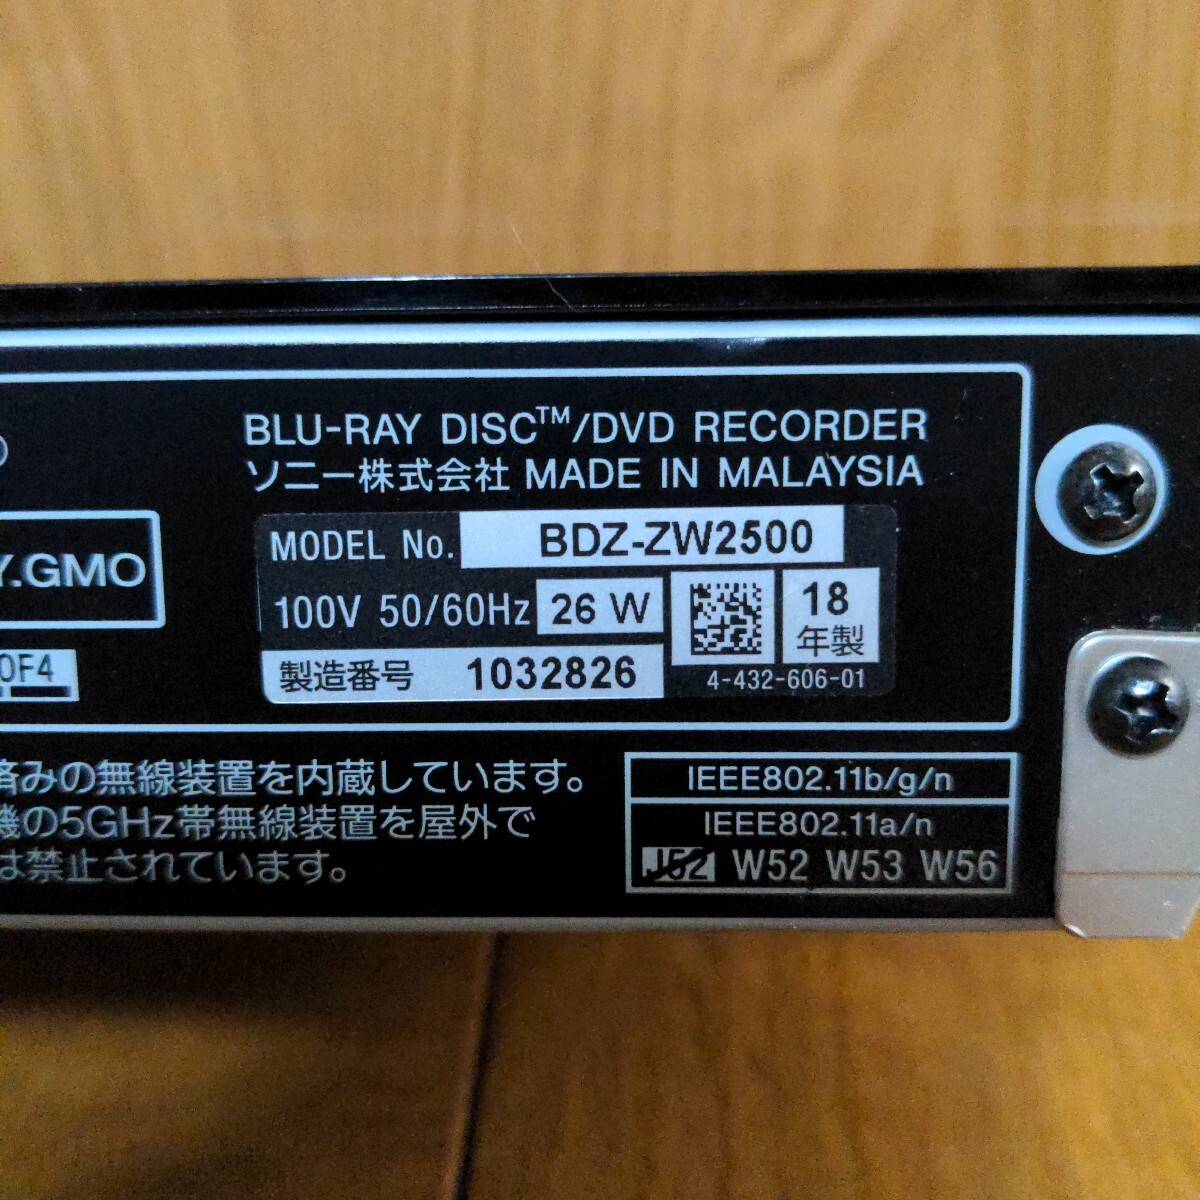 BLU-RAY DISC™/DVD RECORDER
ソニー株式会社 MADE IN MALAYSIA
Y.GMO
MODEL No. BDZ-ZW2500
100V 50/60Hz 26 W
18
年製
0F4
製造番号 1032826
4-432-606-01
済みの無線装置を内蔵しています。
機の5GHz帯無線装置を屋外で
は禁止されています。
IEEE802.11b/g/n
IEEE802.11a/n
J52 W52 W53 W56